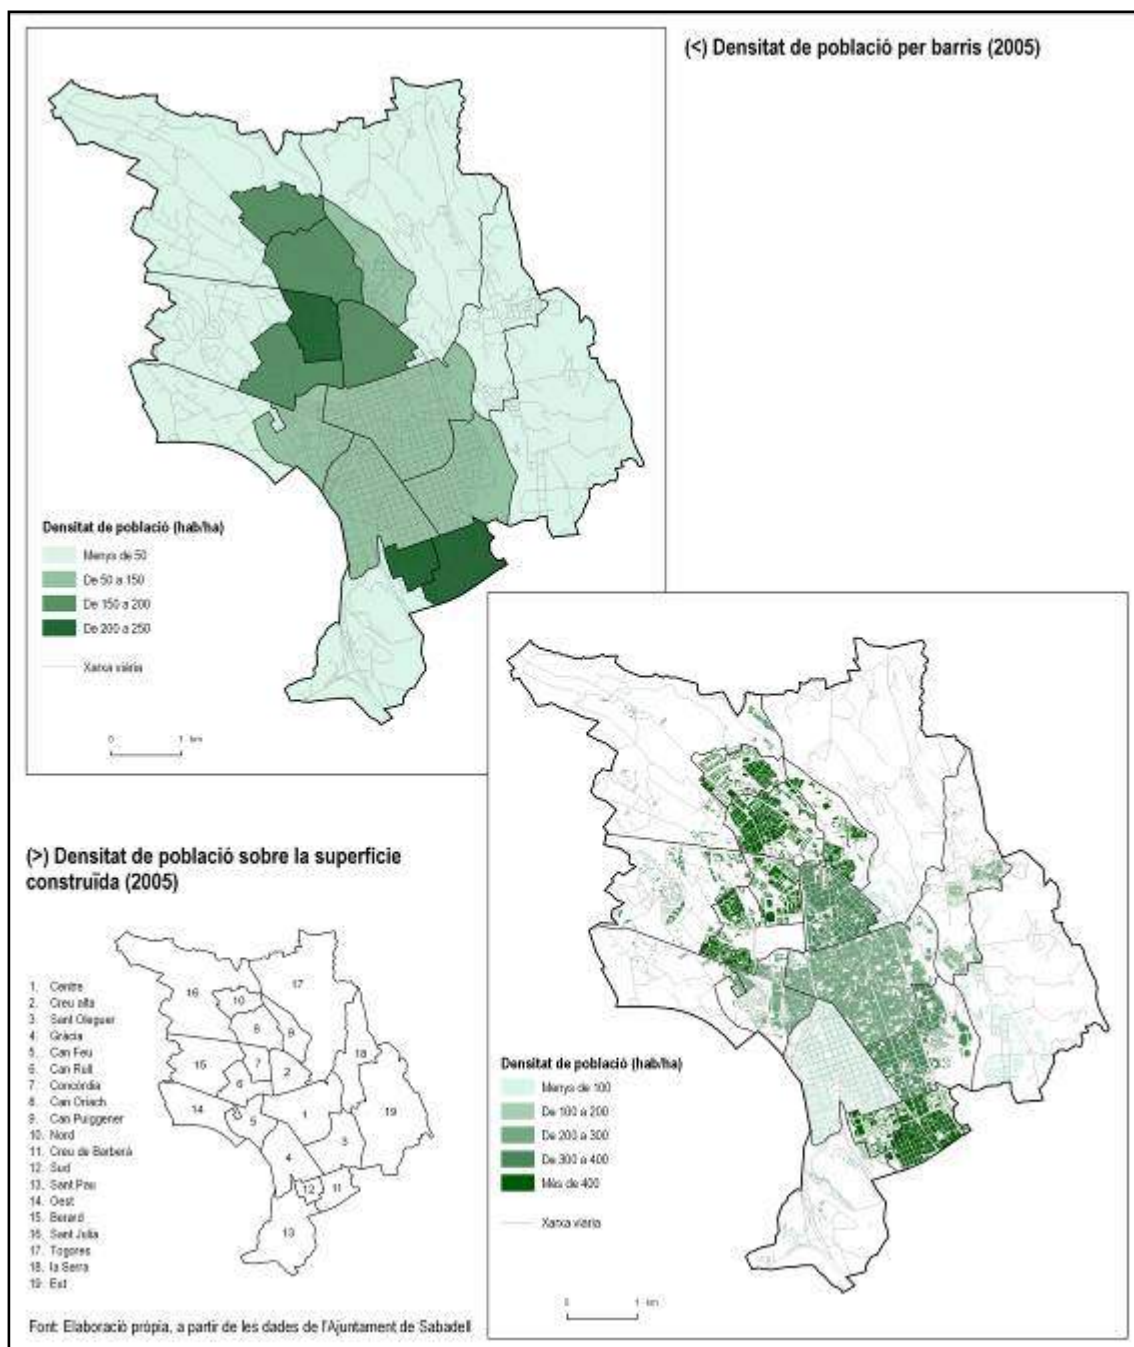 (<) Densitat de població per barris (2005)
Densitat de població (hab/ha)
Menys de 50
De 50 a 150
De 150 a 200
De 200 a 250
Xarxa viària
0 1 km
(>) Densitat de població sobre la superfície
construïda (2005)
1. Centre
2. Creu alta
3. Sant Oleguer
4. Gràcia
5. Can Feu
6. Can Rull
7. Concòrdia
8. Can Oriach
9. Can Puiggener
10. Nord
11. Creu de Barberà
12. Sud
13. Sant Pau
14. Oest
15. Berard
16. Sant Julià
17. Togores
18. la Serra
19. Est
16
10
17
8
9
15
7
2
18
6
14
5
1
19
3
4
12
11
13
Densitat de població (hab/ha)
Menys de 100
De 100 a 200
De 200 a 300
De 300 a 400
Més de 400
Xarxa viària
0 1 km
Font: Elaboració pròpia, a partir de les dades de l'Ajuntament de Sabadell